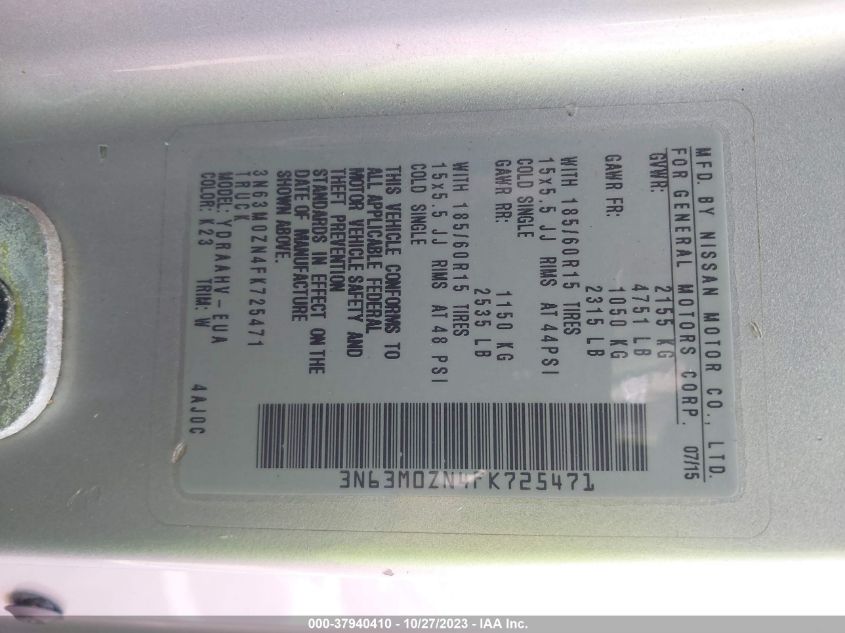 MFD. BY NISSAN MOTOR CO., LTD.
FOR GENERAL MOTORS CORP. 07/15
GVWR: 2155 KG
4751 LB
GAWR FR: 1050 KG
2315 LB
WITH 185/60R15 TIRES
15x5.5 JJ RIMS AT 44PSI
COLD SINGLE
GAWR RR: 1150 KG
2535 LB
WITH 185/60R15 TIRES
15x5.5 JJ RIMS AT 48 PSI
COLD SINGLE
THIS VEHICLE CONFORMS TO
ALL APPLICABLE FEDERAL
MOTOR VEHICLE SAFETY AND
THEFT PREVENTION
STANDARDS IN EFFECT ON THE
DATE OF MANUFACTURE
SHOWN ABOVE.
3N63M0ZN4FK725471
TRUCK
MODEL: YDRAAHV-EUA
COLOR: K23 TRIM: W 4AJ0C
3N63M0ZN4FK725471
000-37940410 - 10/27/2023 - IAA Inc.